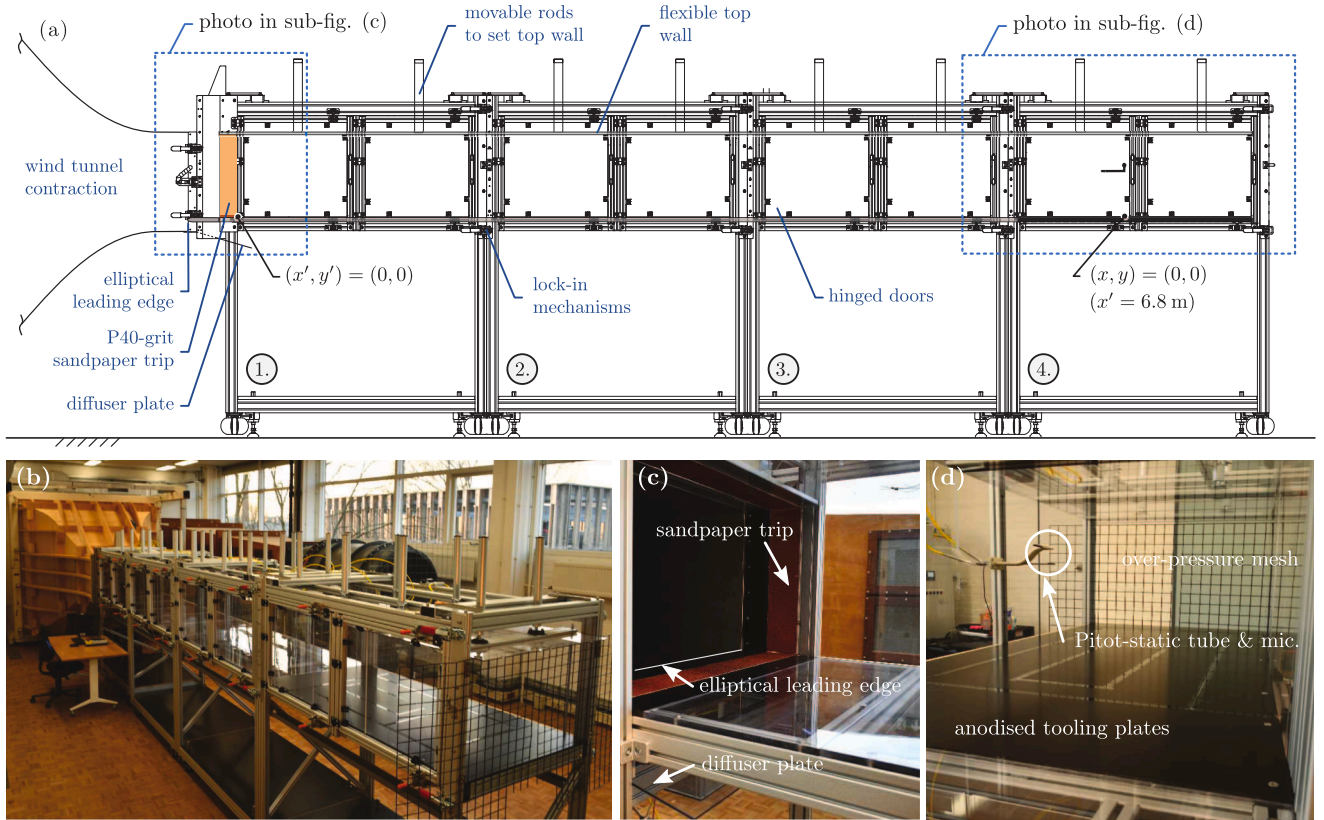 (a)
photo in sub-fig. (c)
movable rods
to set top wall
flexible top
wall
photo in sub-fig. (d)
wind tunnel
contraction
elliptical
leading edge
(x′, y′) = (0, 0)
P40-grit
sandpaper trip
diffuser plate
lock-in
mechanisms
hinged doors
(x, y) = (0, 0)
(x′ = 6.8 m)
1.
2.
3.
4.
(b)
(c)
sandpaper trip
elliptical leading edge
diffuser plate
(d)
over-pressure mesh
Pitot-static tube & mic.
anodised tooling plates